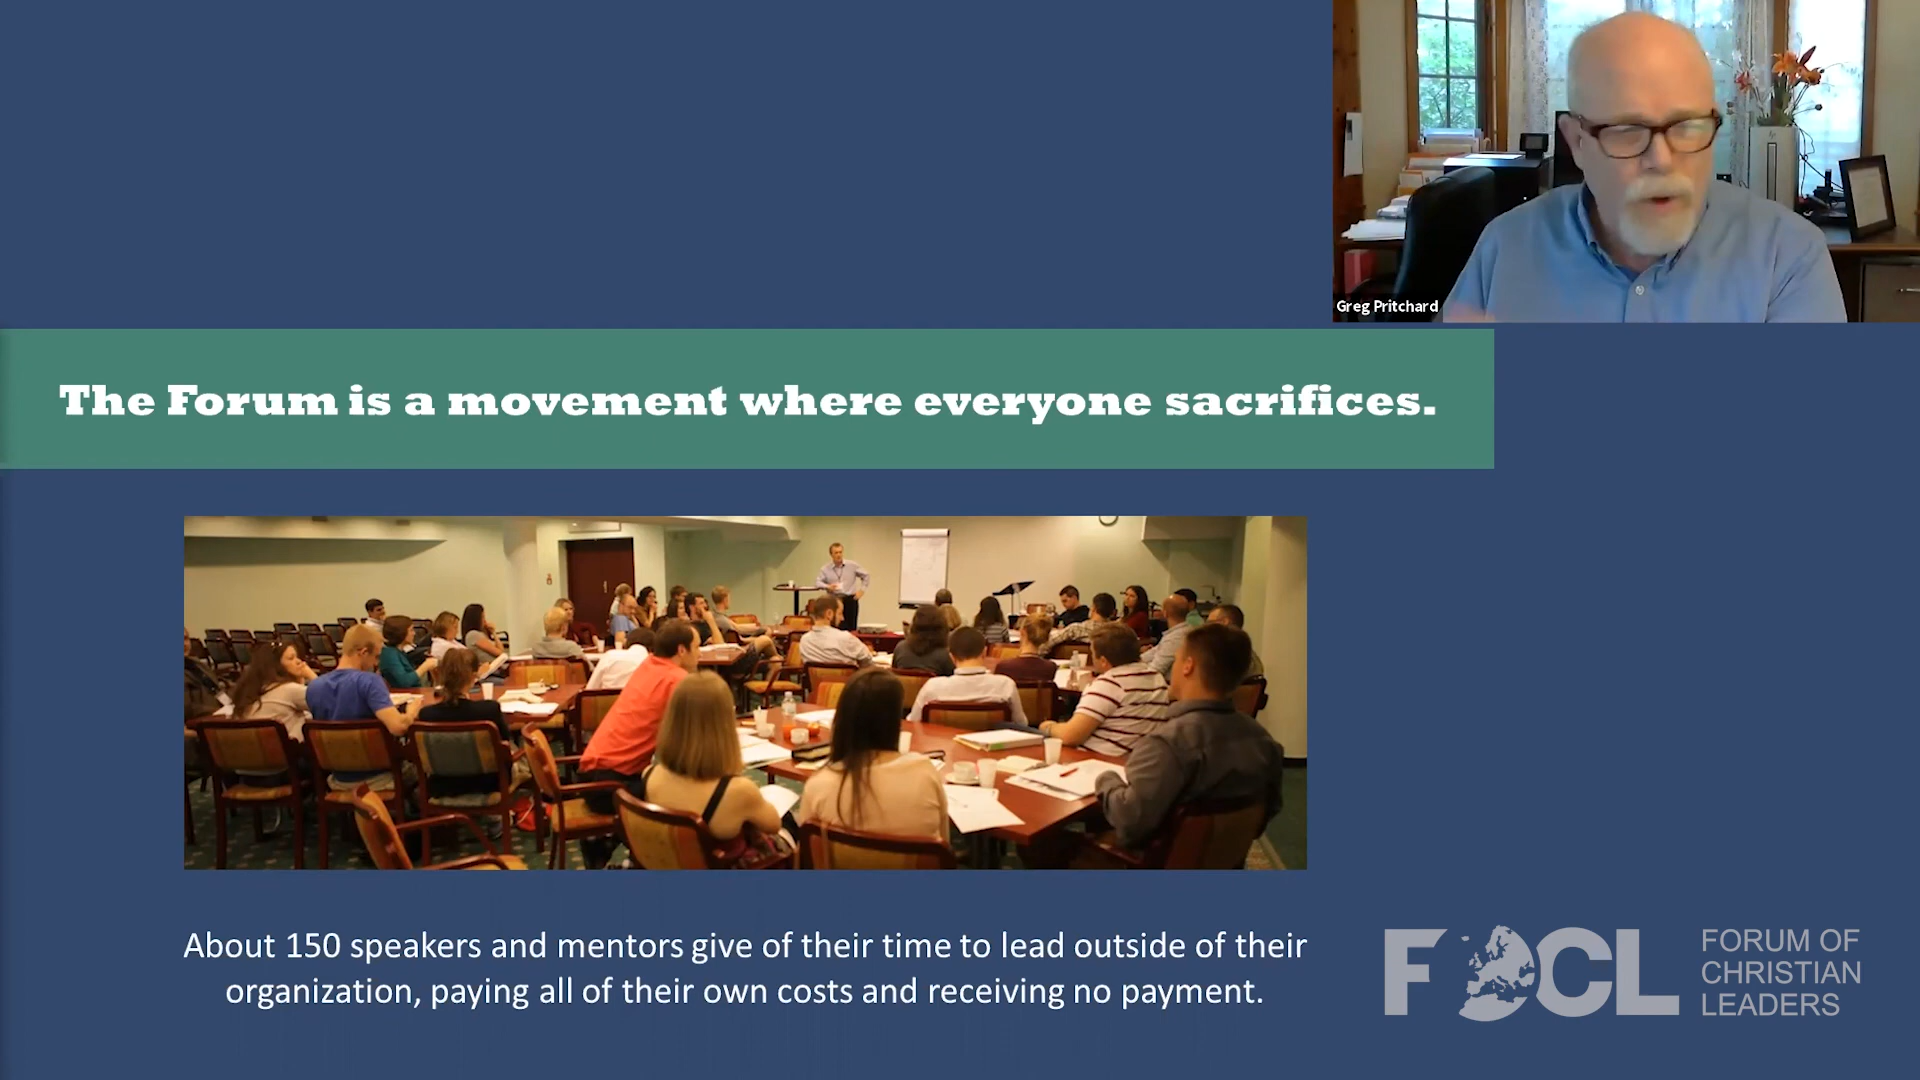 Greg Pritchard
The Forum is a movement where everyone sacrifices.
About 150 speakers and mentors give of their time to lead outside of their
organization, paying all of their own costs and receiving no payment.
FOCL
FORUM OF
CHRISTIAN
LEADERS